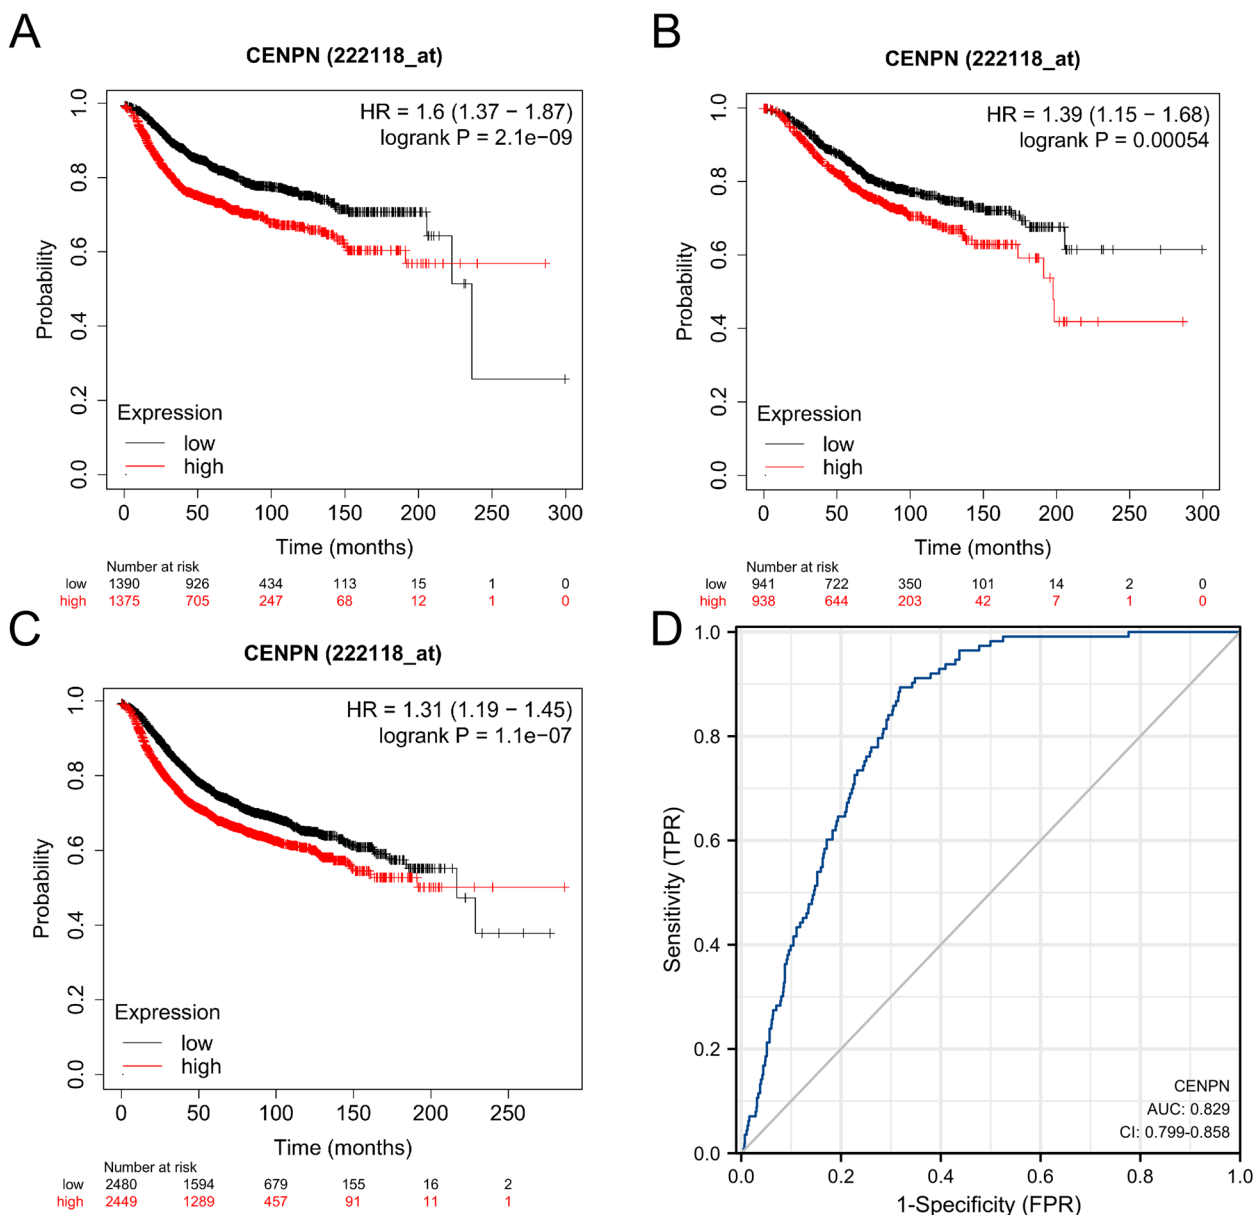 A
CENPN (222118_at)
HR = 1.6 (1.37 − 1.87)
logrank P = 2.1e−09
Probability
1.0
0.8
0.6
0.4
0.2
0.0
Expression
low
high
0 50 100 150 200 250 300
Time (months)
Number at risk
low 1390 926 434 113 15 1 0
high 1375 705 247 68 12 1 0
B
CENPN (222118_at)
HR = 1.39 (1.15 − 1.68)
logrank P = 0.00054
Probability
1.0
0.8
0.6
0.4
0.2
0.0
Expression
low
high
0 50 100 150 200 250 300
Time (months)
Number at risk
low 941 722 350 101 14 2 0
high 938 644 203 42 7 1 0
C
CENPN (222118_at)
HR = 1.31 (1.19 − 1.45)
logrank P = 1.1e−07
Probability
1.0
0.8
0.6
0.4
0.2
0.0
Expression
low
high
0 50 100 150 200 250
Time (months)
Number at risk
low 2480 1594 679 155 16 2
high 2449 1289 457 91 11 1
D
Sensitivity (TPR)
1.0
0.8
0.6
0.4
0.2
0.0
CENPN
AUC: 0.829
CI: 0.799-0.858
0.0 0.2 0.4 0.6 0.8 1.0
1-Specificity (FPR)